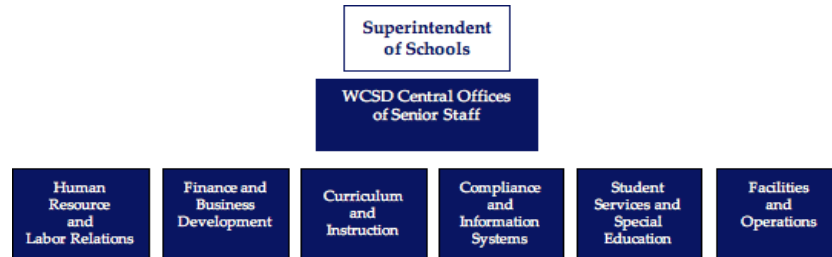 Superintendent
of Schools
WCSD Central Offices
of Senior Staff
Human
Resource
and
Labor Relations
Finance and
Business
Development
Curriculum
and
Instruction
Compliance
and
Information
Systems
Student
Services and
Special
Education
Facilities
and
Operations